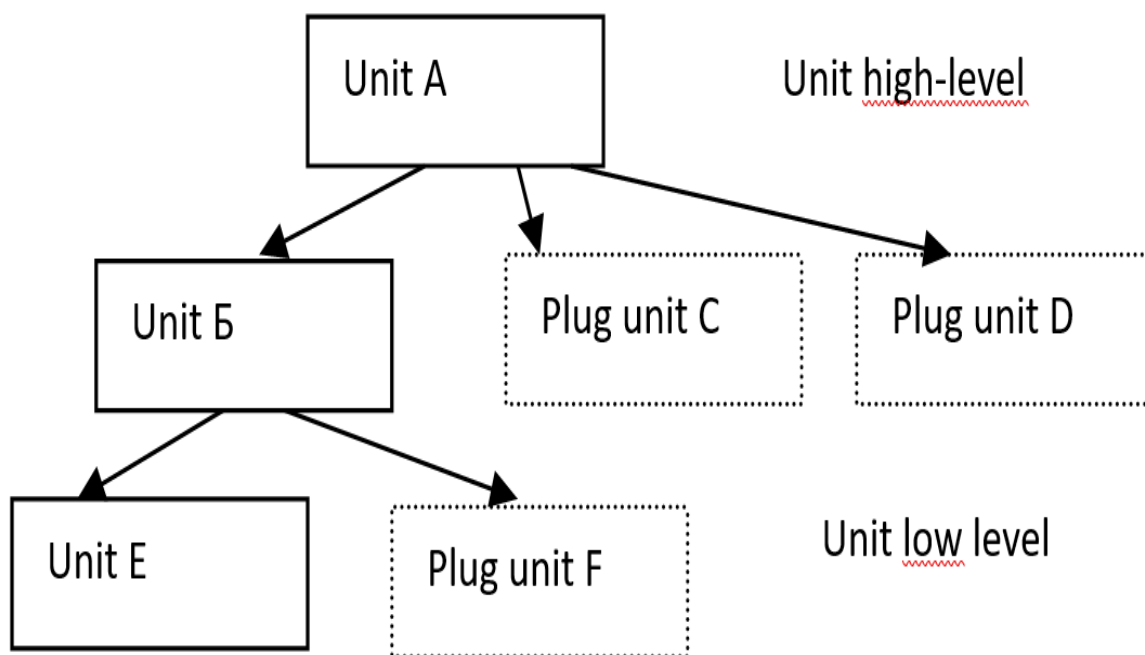 Unit A
Unit high-level
Unit Б
Plug unit C
Plug unit D
Unit E
Plug unit F
Unit low level